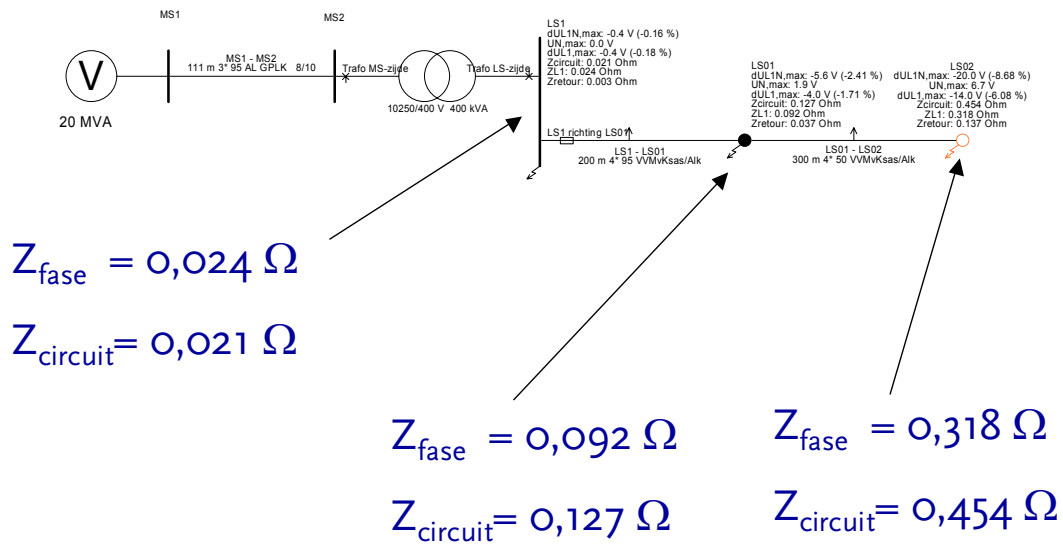 MS1
MS2
V
20 MVA
MS1 - MS2
111 m 3* 95 AL GPLK 8/10
Trafo MS-zijde
Trafo LS-zijde
10250/400 V 400 kVA
LS1
dUL1N,max: -0.4 V (-0.16 %)
UN,max: 0.0 V
dUL1,max: -0.4 V (-0.18 %)
Zcircuit: 0.021 Ohm
ZL1: 0.024 Ohm
Zretour: 0.003 Ohm
LS1 richting LS01
LS1 - LS01
200 m 4* 95 VVMvKsas/Alk
LS01
dUL1N,max: -5.6 V (-2.41 %)
UN,max: 1.9 V
dUL1,max: -4.0 V (-1.71 %)
Zcircuit: 0.127 Ohm
ZL1: 0.092 Ohm
Zretour: 0.037 Ohm
LS01 - LS02
300 m 4* 50 VVMvKsas/Alk
LS02
dUL1N,max: -20.0 V (-8.68 %)
UN,max: 6.7 V
dUL1,max: -14.0 V (-6.08 %)
Zcircuit: 0.454 Ohm
ZL1: 0.318 Ohm
Zretour: 0.137 Ohm
Zfase = 0,024 Ω
Zcircuit= 0,021 Ω
Zfase = 0,092 Ω
Zcircuit= 0,127 Ω
Zfase = 0,318 Ω
Zcircuit= 0,454 Ω